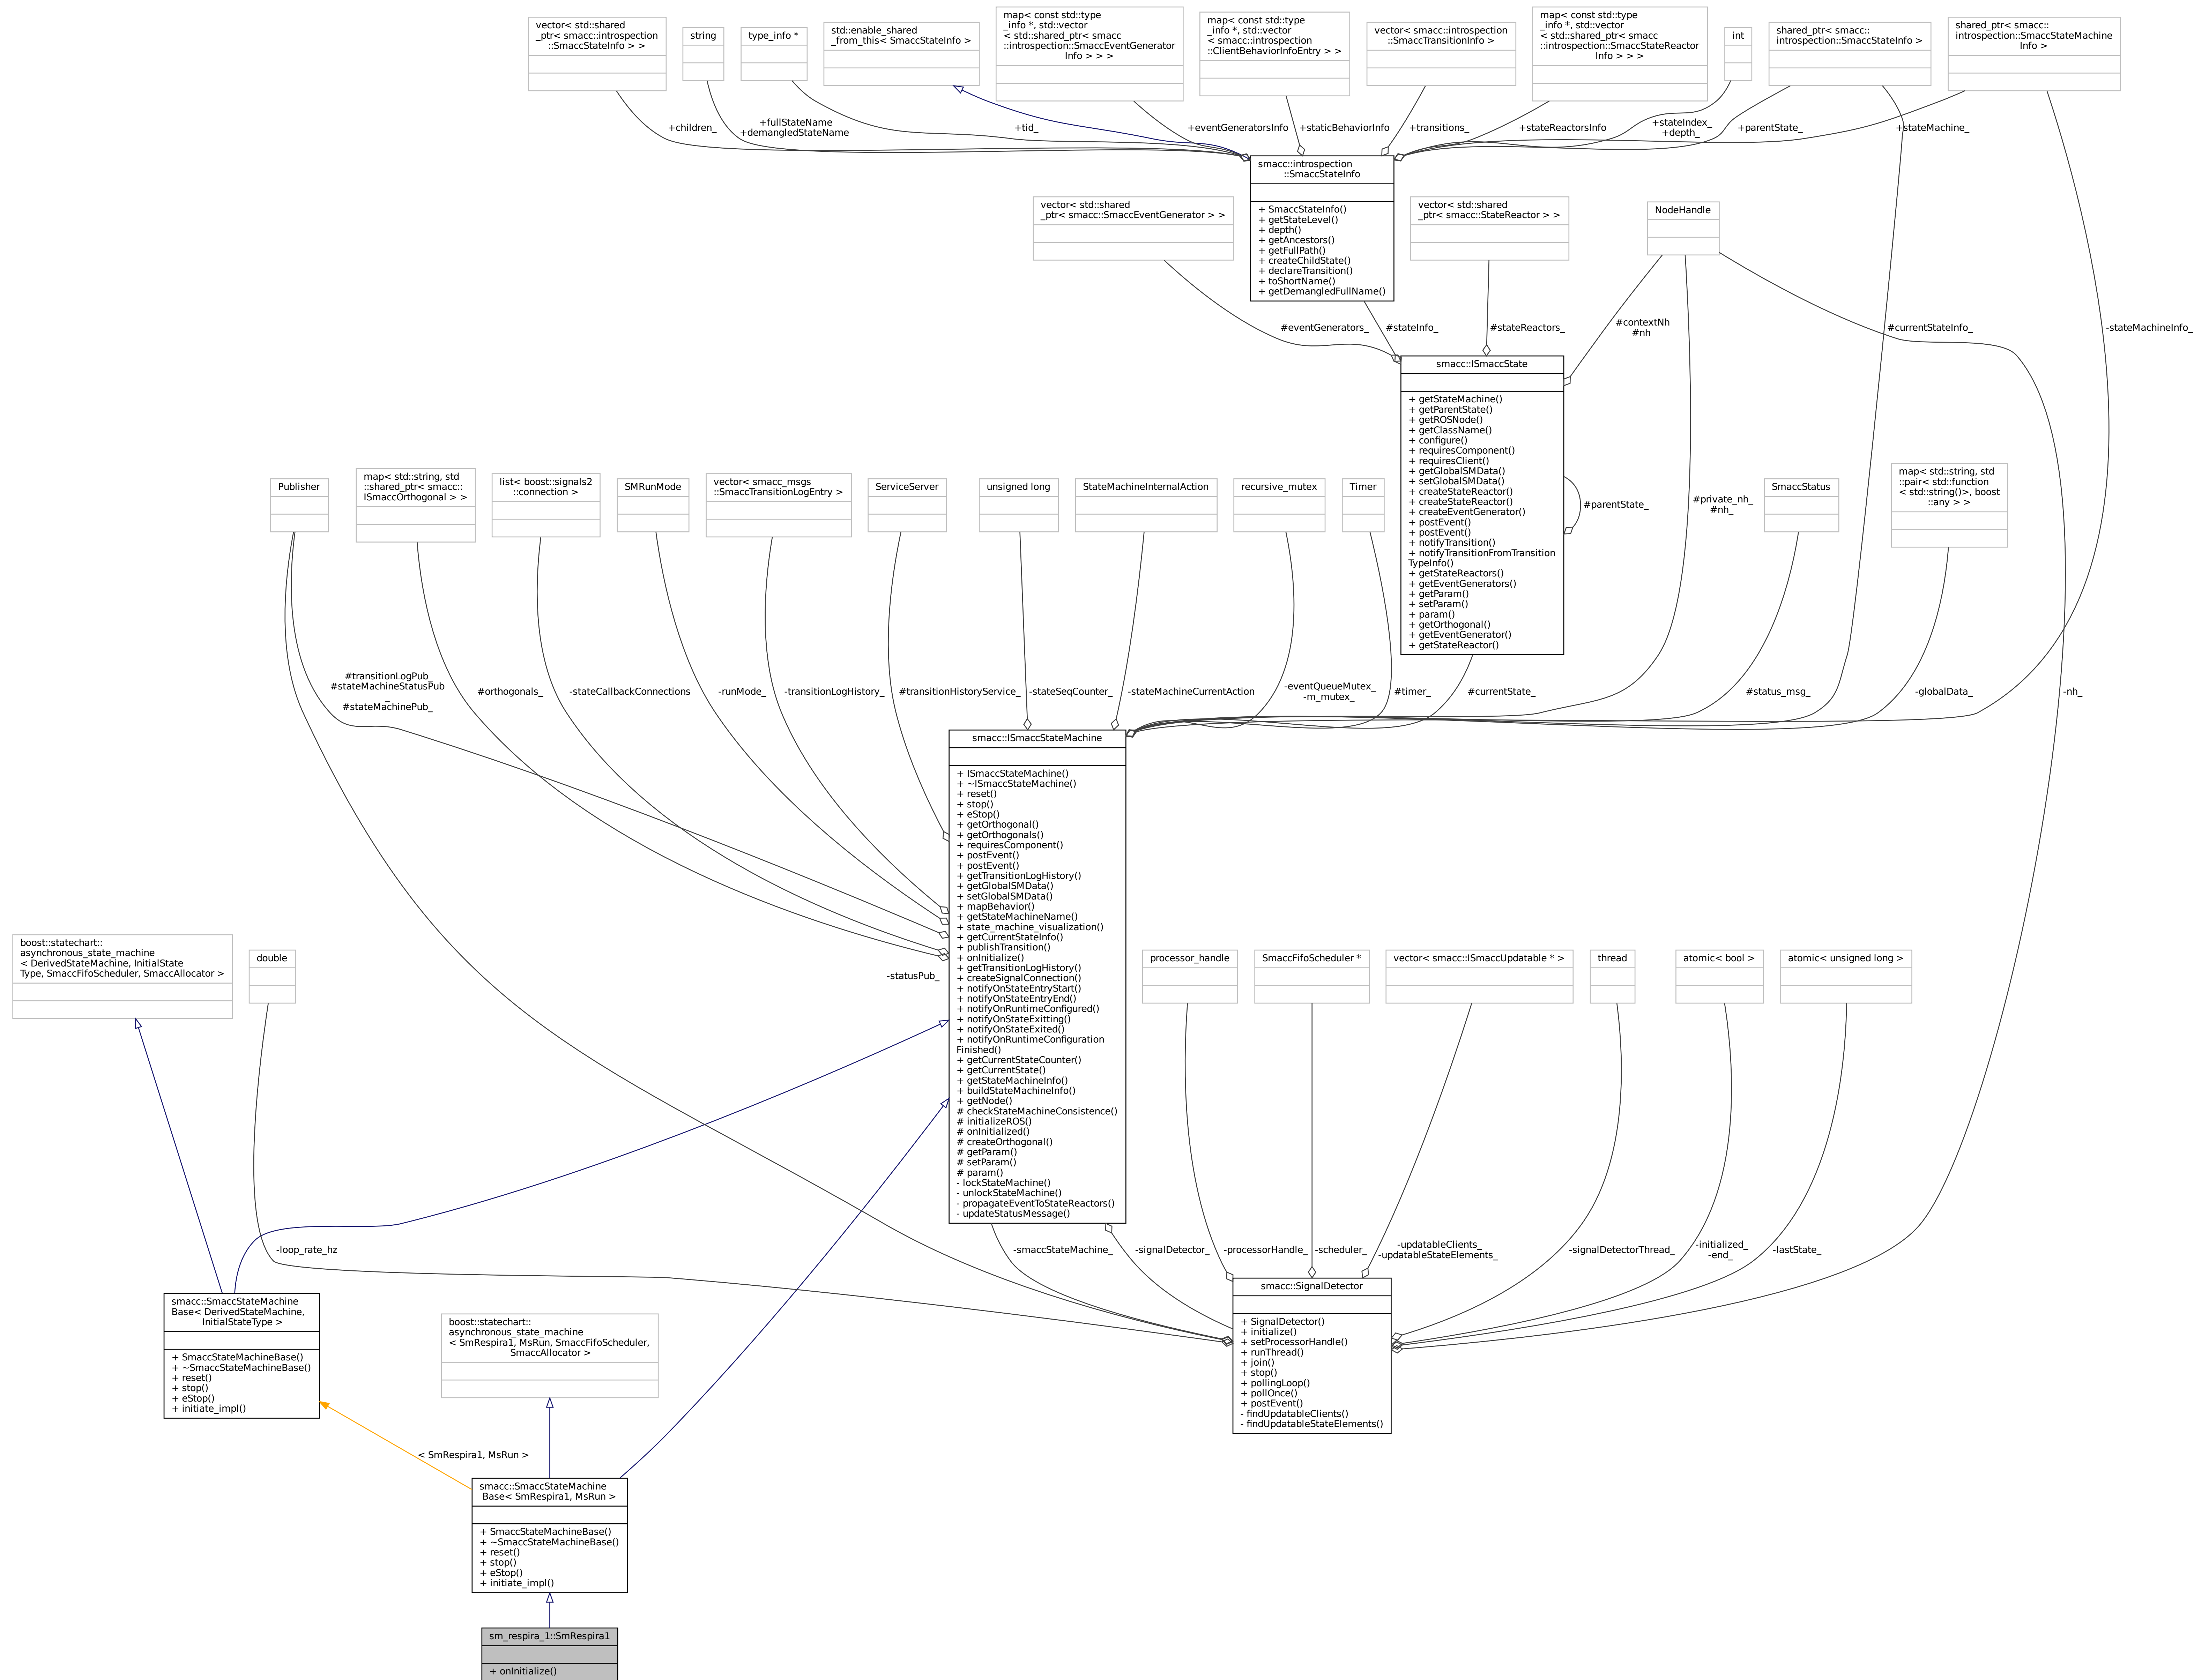 vector< std::shared
_ptr< smacc::introspection
::SmaccStateInfo > >
string
type_info *
std::enable_shared
_from_this< SmaccStateInfo >
map< const std::type
_info *, std::vector
< std::shared_ptr< smacc
::introspection::SmaccEventGenerator
Info > > >
map< const std::type
_info *, std::vector
< smacc::introspection
::ClientBehaviorInfoEntry > >
vector< smacc::introspection
::SmaccTransitionInfo >
map< const std::type
_info *, std::vector
< std::shared_ptr< smacc
::introspection::SmaccStateReactor
Info > > >
int
shared_ptr< smacc::
introspection::SmaccStateInfo >
shared_ptr< smacc::
introspection::SmaccStateMachine
Info >
+children_
+fullStateName
+demangledStateName
+tid_
+eventGeneratorsInfo
+staticBehaviorInfo
+transitions_
+stateReactorsInfo
+stateIndex_
+depth_
+parentState_
+stateMachine_
smacc::introspection
::SmaccStateInfo
+ SmaccStateInfo()
+ getStateLevel()
+ depth()
+ getAncestors()
+ getFullPath()
+ createChildState()
+ declareTransition()
+ toShortName()
+ getDemangledFullName()
vector< std::shared
_ptr< smacc::SmaccEventGenerator > >
vector< std::shared
_ptr< smacc::StateReactor > >
NodeHandle
#eventGenerators_
#stateInfo_
#stateReactors_
#contextNh
#nh
#currentStateInfo_
-stateMachineInfo_
smacc::ISmaccState
+ getStateMachine()
+ getParentState()
+ getROSNode()
+ getClassName()
+ configure()
+ requiresComponent()
+ requiresClient()
+ getGlobalSMData()
+ setGlobalSMData()
+ createStateReactor()
+ createStateReactor()
+ createEventGenerator()
+ postEvent()
+ postEvent()
+ notifyTransition()
+ notifyTransitionFromTransition
TypeInfo()
+ getStateReactors()
+ getEventGenerators()
+ getParam()
+ setParam()
+ param()
+ getOrthogonal()
+ getEventGenerator()
+ getStateReactor()
#parentState_
#private_nh_
#nh_
Publisher
map< std::string, std
::shared_ptr< smacc::
ISmaccOrthogonal > >
list< boost::signals2
::connection >
SMRunMode
vector< smacc_msgs
::SmaccTransitionLogEntry >
ServiceServer
unsigned long
StateMachineInternalAction
recursive_mutex
Timer
SmaccStatus
map< std::string, std
::pair< std::function
< std::string()>, boost
::any > >
#transitionLogPub_
#stateMachineStatusPub
_
#stateMachinePub_
#orthogonals_
-stateCallbackConnections
-runMode_
-transitionLogHistory_
#transitionHistoryService_
-stateSeqCounter_
-stateMachineCurrentAction
-eventQueueMutex_
-m_mutex_
#timer_
#currentState_
#status_msg_
-globalData_
-nh_
smacc::ISmaccStateMachine
+ ISmaccStateMachine()
+ ~ISmaccStateMachine()
+ reset()
+ stop()
+ eStop()
+ getOrthogonal()
+ getOrthogonals()
+ requiresComponent()
+ postEvent()
+ postEvent()
+ getTransitionLogHistory()
+ getGlobalSMData()
+ setGlobalSMData()
+ mapBehavior()
+ getStateMachineName()
+ state_machine_visualization()
+ getCurrentStateInfo()
+ publishTransition()
+ onInitialize()
+ getTransitionLogHistory()
+ createSignalConnection()
+ notifyOnStateEntryStart()
+ notifyOnStateEntryEnd()
+ notifyOnRuntimeConfigured()
+ notifyOnStateExitting()
+ notifyOnStateExited()
+ notifyOnRuntimeConfiguration
Finished()
+ getCurrentStateCounter()
+ getCurrentState()
+ getStateMachineInfo()
+ buildStateMachineInfo()
+ getNode()
# checkStateMachineConsistence()
# initializeROS()
# onInitialized()
# createOrthogonal()
# getParam()
# setParam()
# param()
- lockStateMachine()
- unlockStateMachine()
- propagateEventToStateReactors()
- updateStatusMessage()
boost::statechart::
asynchronous_state_machine
< DerivedStateMachine, InitialState
Type, SmaccFifoScheduler, SmaccAllocator >
double
-statusPub_
processor_handle
SmaccFifoScheduler *
vector< smacc::ISmaccUpdatable * >
thread
atomic< bool >
atomic< unsigned long >
-loop_rate_hz
-smaccStateMachine_
-signalDetector_
-processorHandle_
-scheduler_
-updatableClients_
-updatableStateElements_
-signalDetectorThread_
-initialized_
-end_
-lastState_
smacc::SmaccStateMachine
Base< DerivedStateMachine,
InitialStateType >
+ SmaccStateMachineBase()
+ ~SmaccStateMachineBase()
+ reset()
+ stop()
+ eStop()
+ initiate_impl()
boost::statechart::
asynchronous_state_machine
< SmRespira1, MsRun, SmaccFifoScheduler,
SmaccAllocator >
smacc::SignalDetector
+ SignalDetector()
+ initialize()
+ setProcessorHandle()
+ runThread()
+ join()
+ stop()
+ pollingLoop()
+ pollOnce()
+ postEvent()
- findUpdatableClients()
- findUpdatableStateElements()
< SmRespira1, MsRun >
smacc::SmaccStateMachine
Base< SmRespira1, MsRun >
+ SmaccStateMachineBase()
+ ~SmaccStateMachineBase()
+ reset()
+ stop()
+ eStop()
+ initiate_impl()
sm_respira_1::SmRespira1
+ onInitialize()